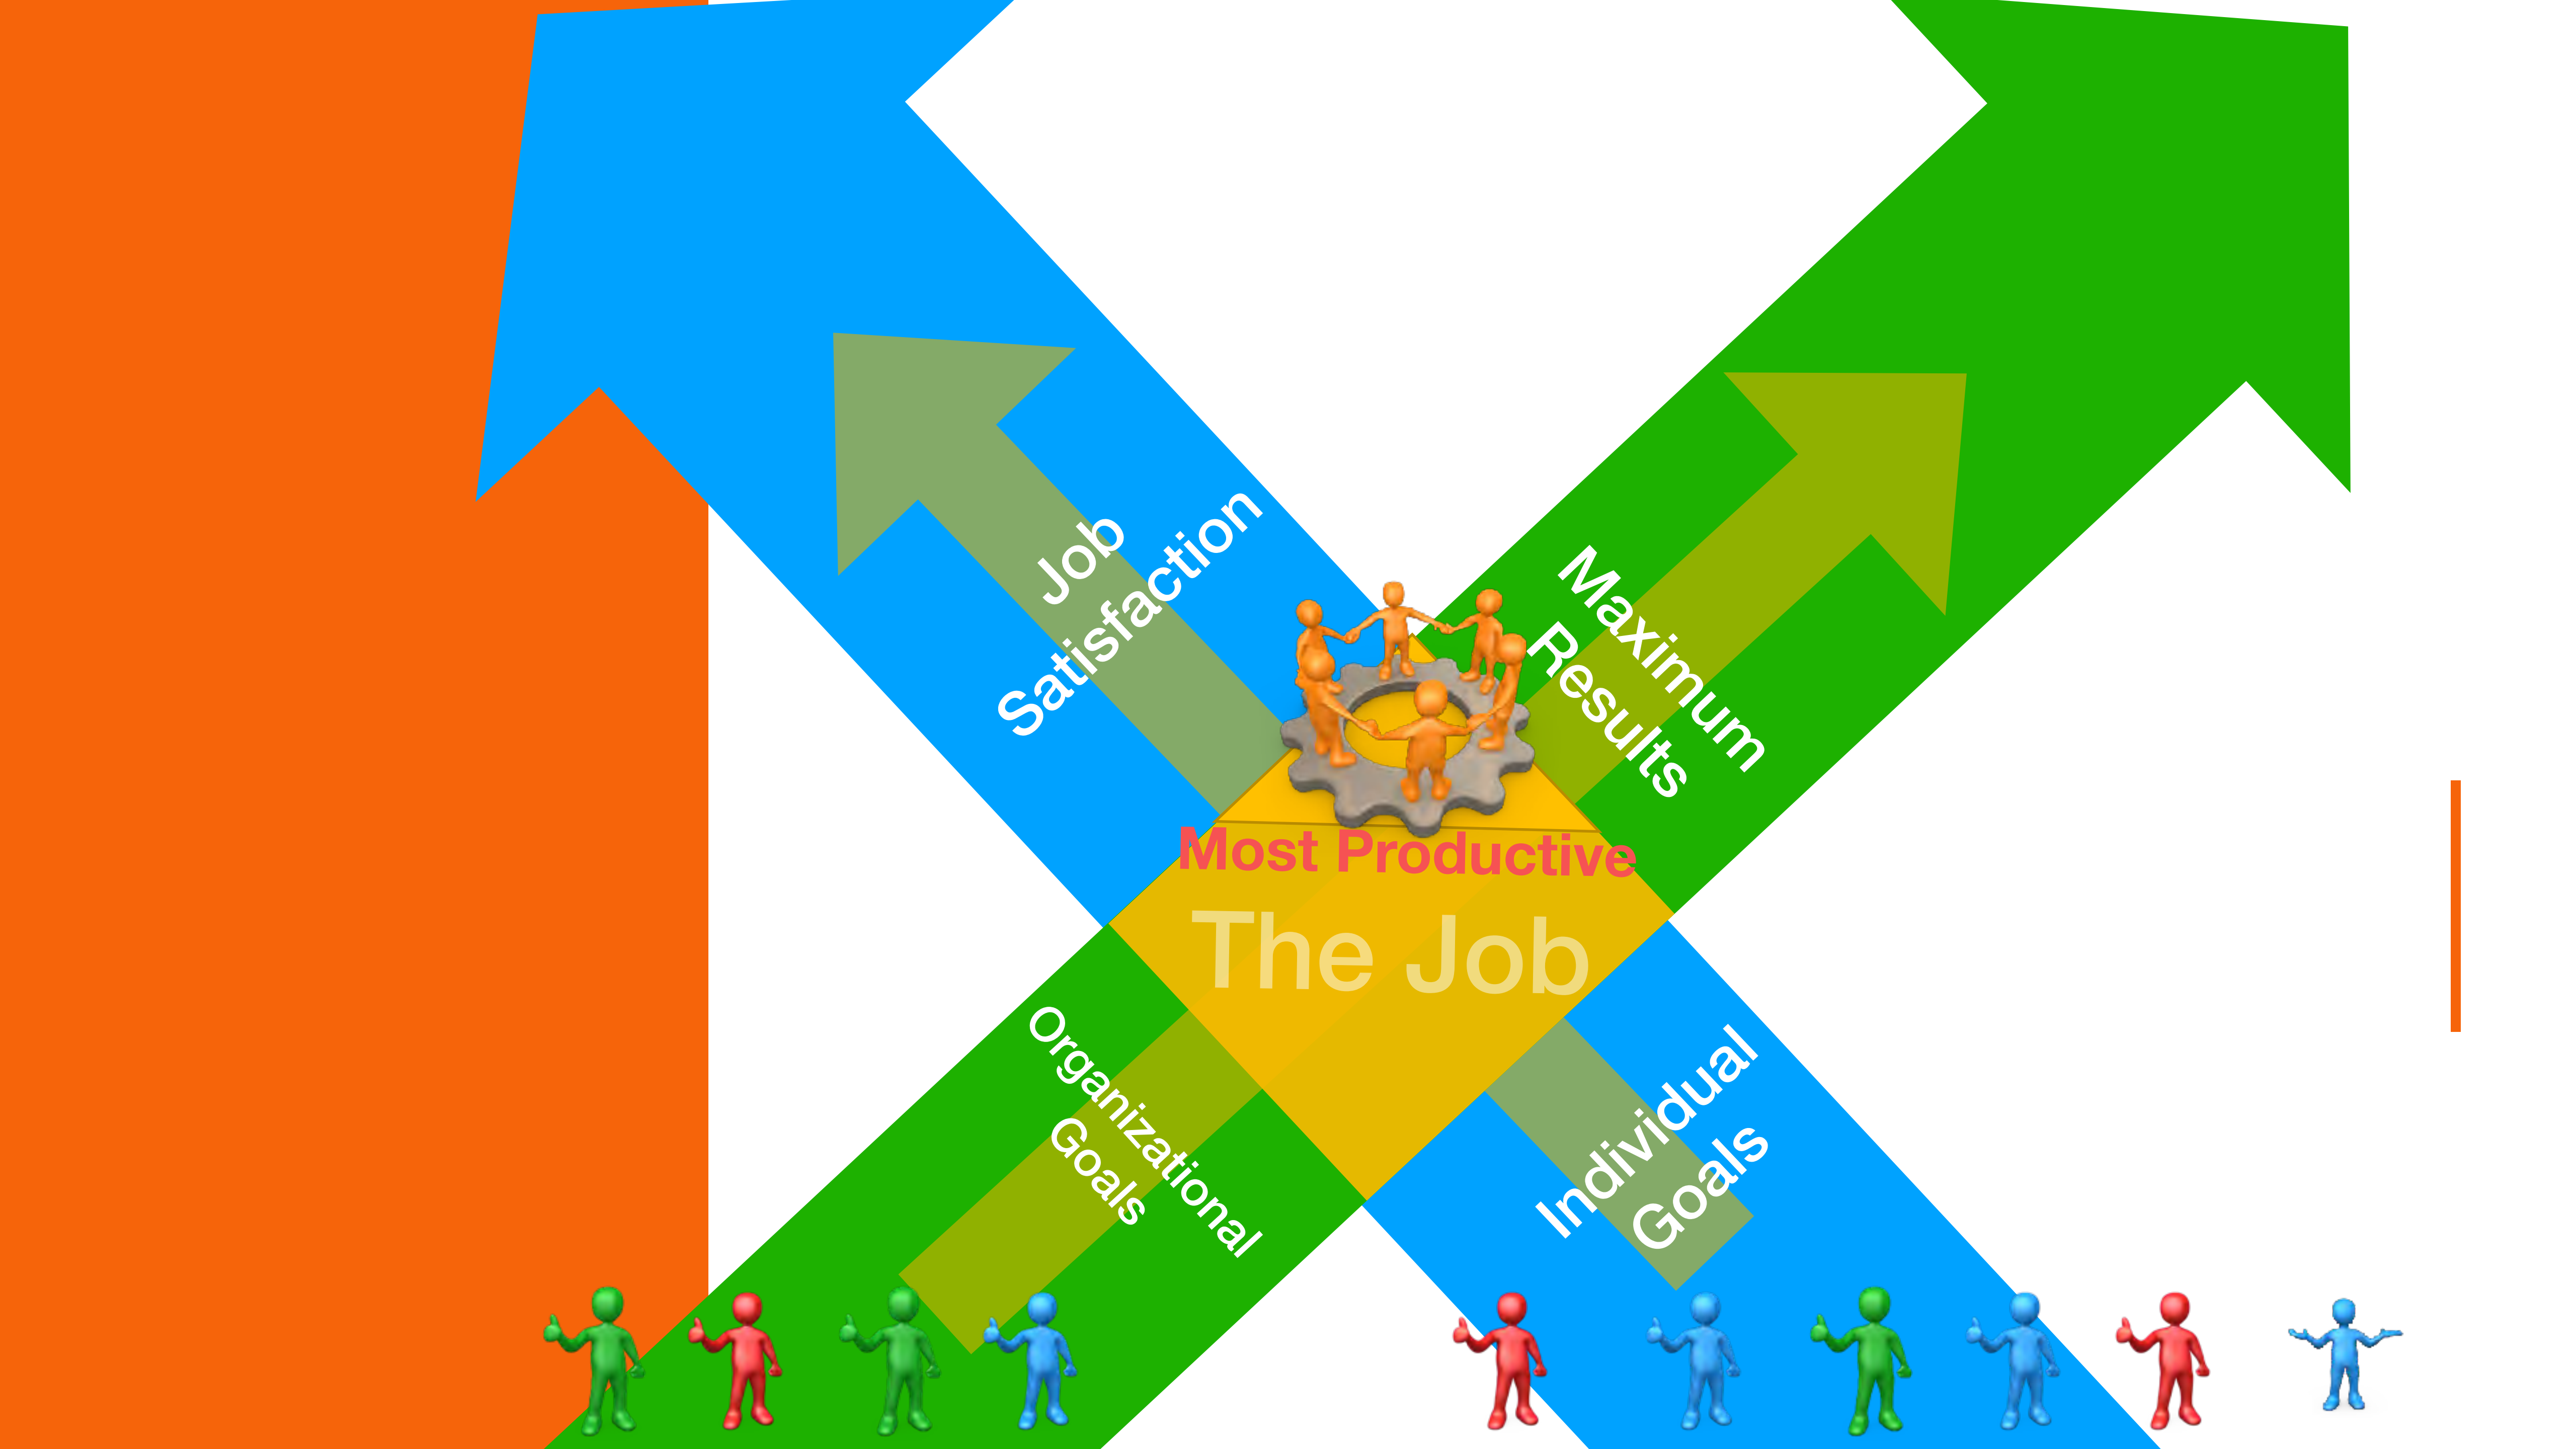 Job
Satisfaction
Maximum
Results
Most Productive
The Job
Organizational
Goals
Individual
Goals